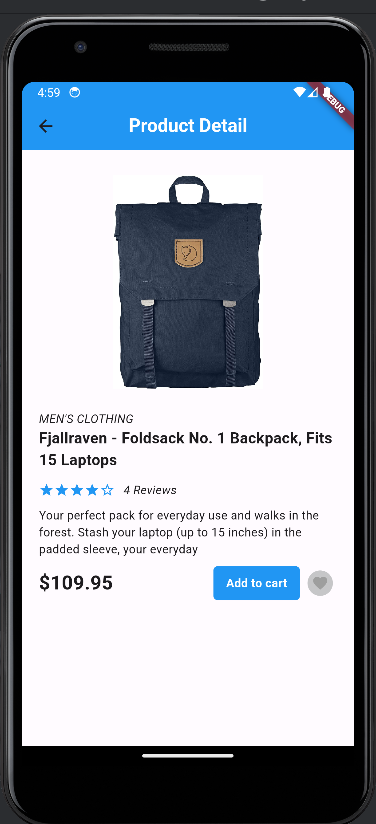 4:59
DEBUG
Product Detail
MEN'S CLOTHING
Fjallraven - Foldsack No. 1 Backpack, Fits
15 Laptops
4 Reviews
Your perfect pack for everyday use and walks in the
forest. Stash your laptop (up to 15 inches) in the
padded sleeve, your everyday
$109.95
Add to cart